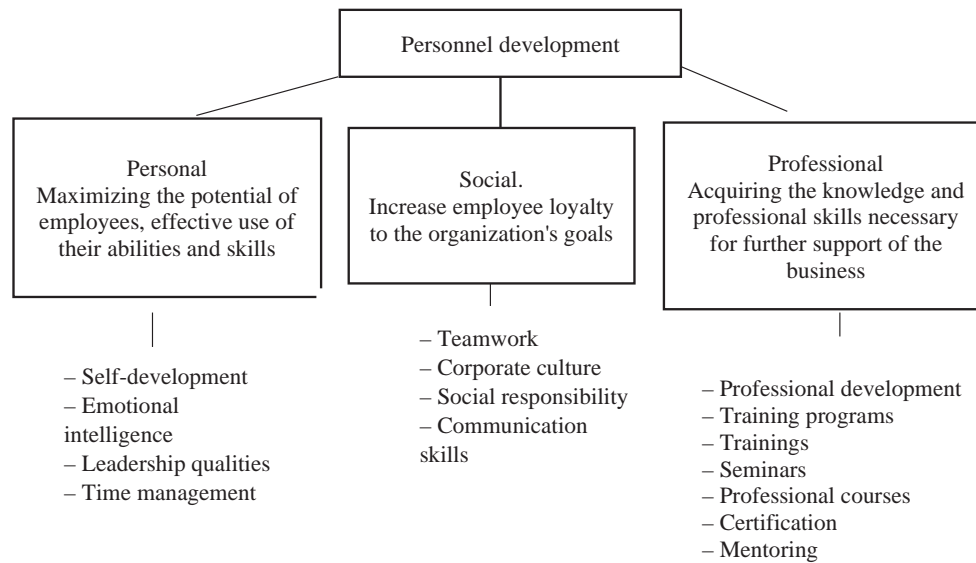 Personnel development
Personal
Maximizing the potential of
employees, effective use of
their abilities and skills
Social.
Increase employee loyalty
to the organization's goals
Professional
Acquiring the knowledge and
professional skills necessary
for further support of the
business
– Self-development
– Emotional
intelligence
– Leadership qualities
– Time management
– Teamwork
– Corporate culture
– Social responsibility
– Communication
skills
– Professional development
– Training programs
– Trainings
– Seminars
– Professional courses
– Certification
– Mentoring